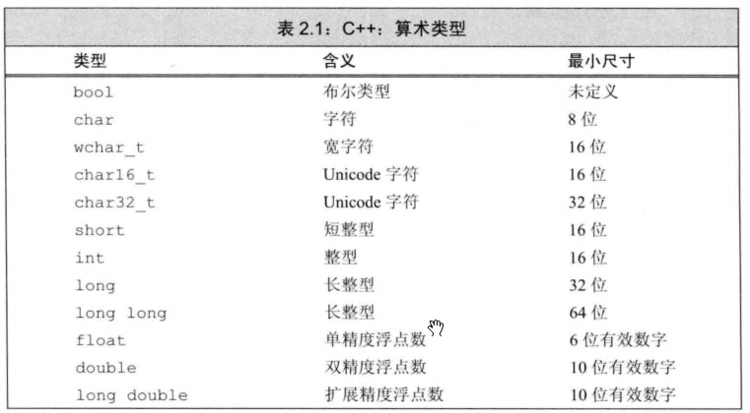 表 2.1：C++：算术类型
类型 含义 最小尺寸
bool 布尔类型 未定义
char 字符 8 位
wchar_t 宽字符 16 位
char16_t Unicode 字符 16 位
char32_t Unicode 字符 32 位
short 短整型 16 位
int 整型 16 位
long 长整型 32 位
long long 长整型 64 位
float 单精度浮点数 6 位有效数字
double 双精度浮点数 10 位有效数字
long double 扩展精度浮点数 10 位有效数字